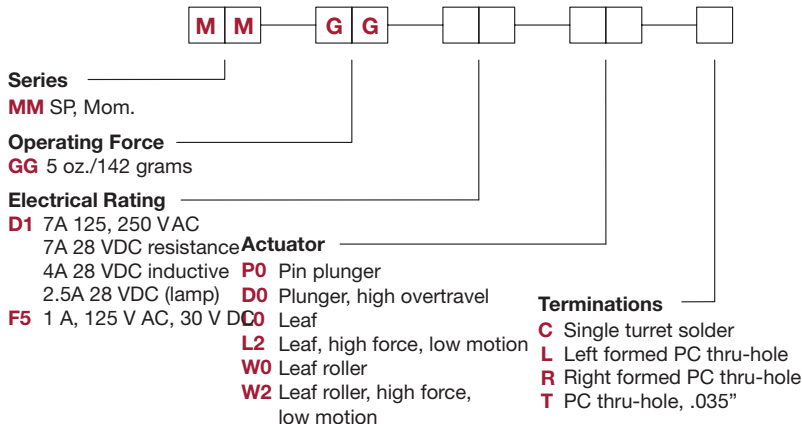 M M G G
Series
MM SP, Mom.
Operating Force
GG 5 oz./142 grams
Electrical Rating
D1 7A 125, 250 VAC
7A 28 VDC resistance
4A 28 VDC inductive
2.5A 28 VDC (lamp)
F5 1 A, 125 V AC, 30 V DC
Actuator
P0 Pin plunger
D0 Plunger, high overtravel
L0 Leaf
L2 Leaf, high force, low motion
W0 Leaf roller
W2 Leaf roller, high force,
low motion
Terminations
C Single turret solder
L Left formed PC thru-hole
R Right formed PC thru-hole
T PC thru-hole, .035”